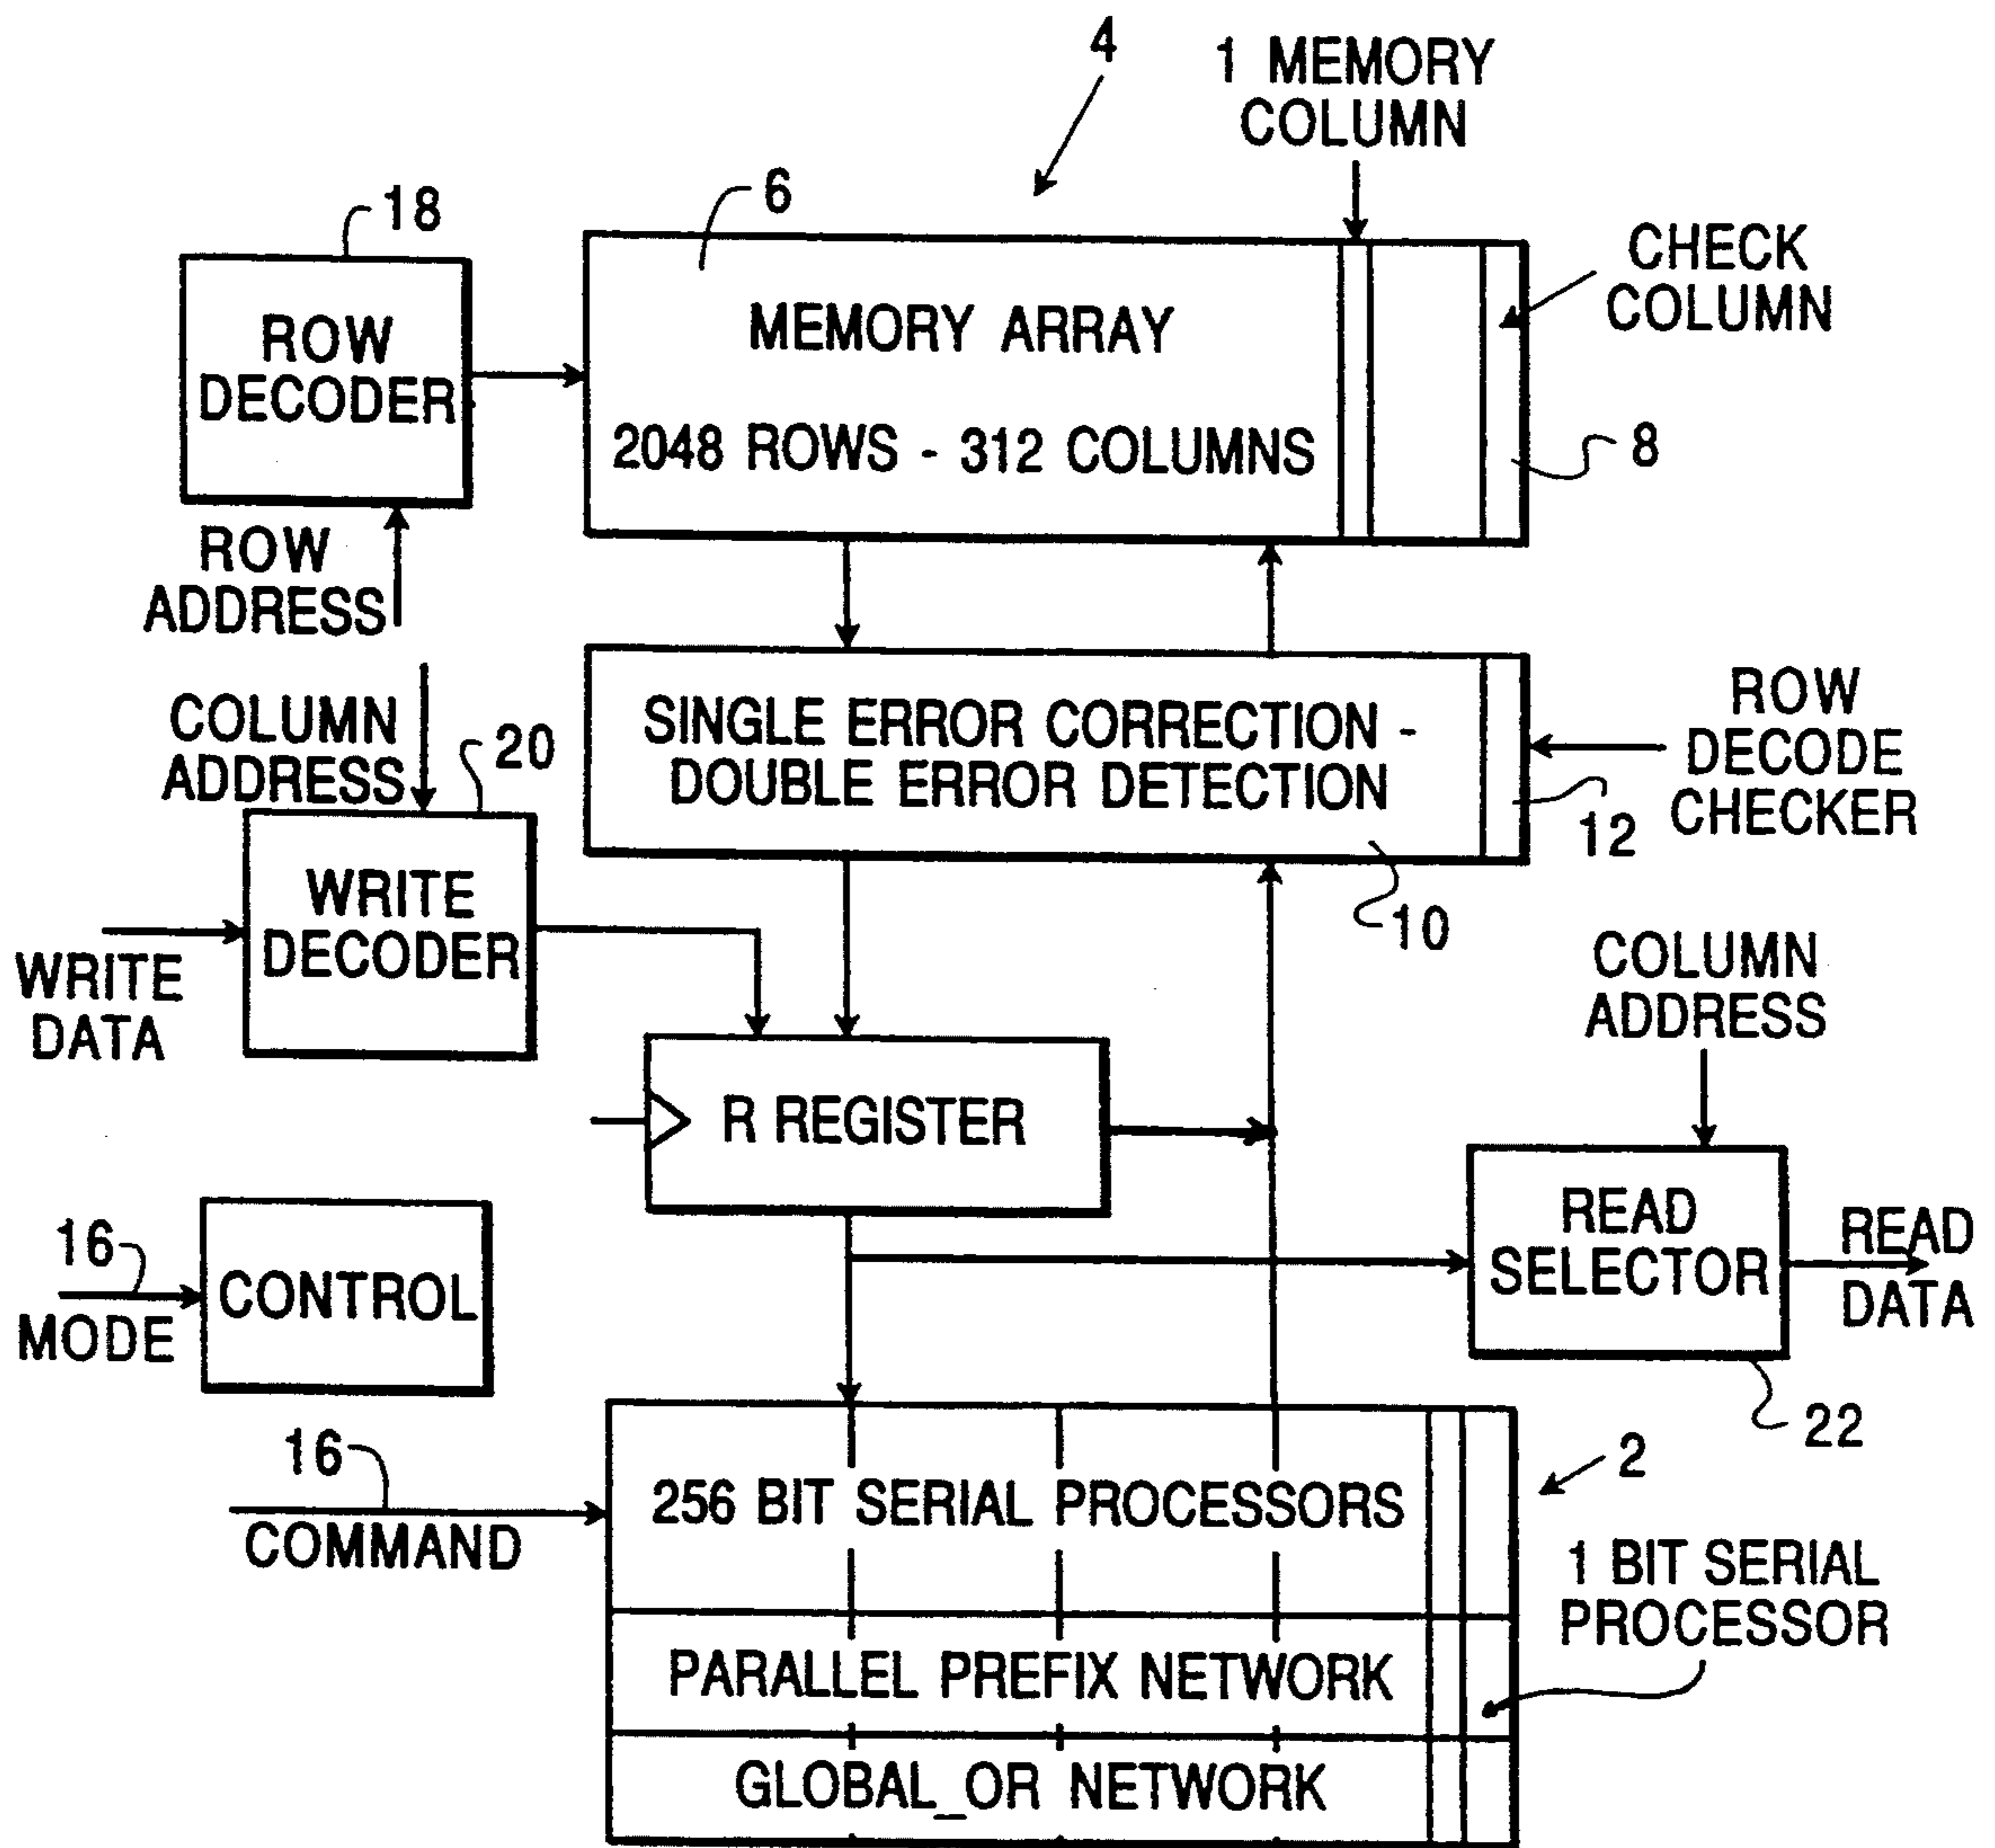 4
1 MEMORY
COLUMN
6
18
CHECK
COLUMN
ROW
DECODER
MEMORY ARRAY
2048 ROWS - 312 COLUMNS
8
ROW
ADDRESS
COLUMN
ADDRESS
20
SINGLE ERROR CORRECTION -
DOUBLE ERROR DETECTION
ROW
DECODE
CHECKER
12
10
WRITE
DECODER
WRITE
DATA
COLUMN
ADDRESS
R REGISTER
READ
SELECTOR
READ
DATA
22
16
MODE
CONTROL
16
COMMAND
256 BIT SERIAL PROCESSORS
2
1 BIT SERIAL
PROCESSOR
PARALLEL PREFIX NETWORK
GLOBAL_OR NETWORK